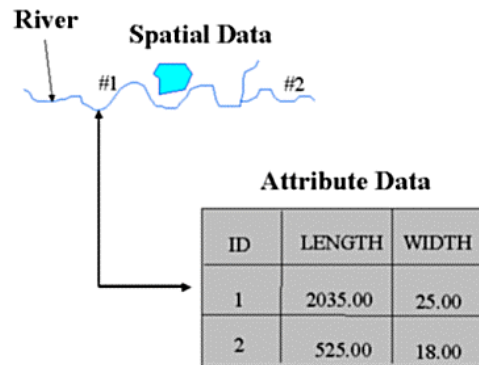 River
Spatial Data
#1
#2
Attribute Data
ID LENGTH WIDTH
1 2035.00 25.00
2 525.00 18.00